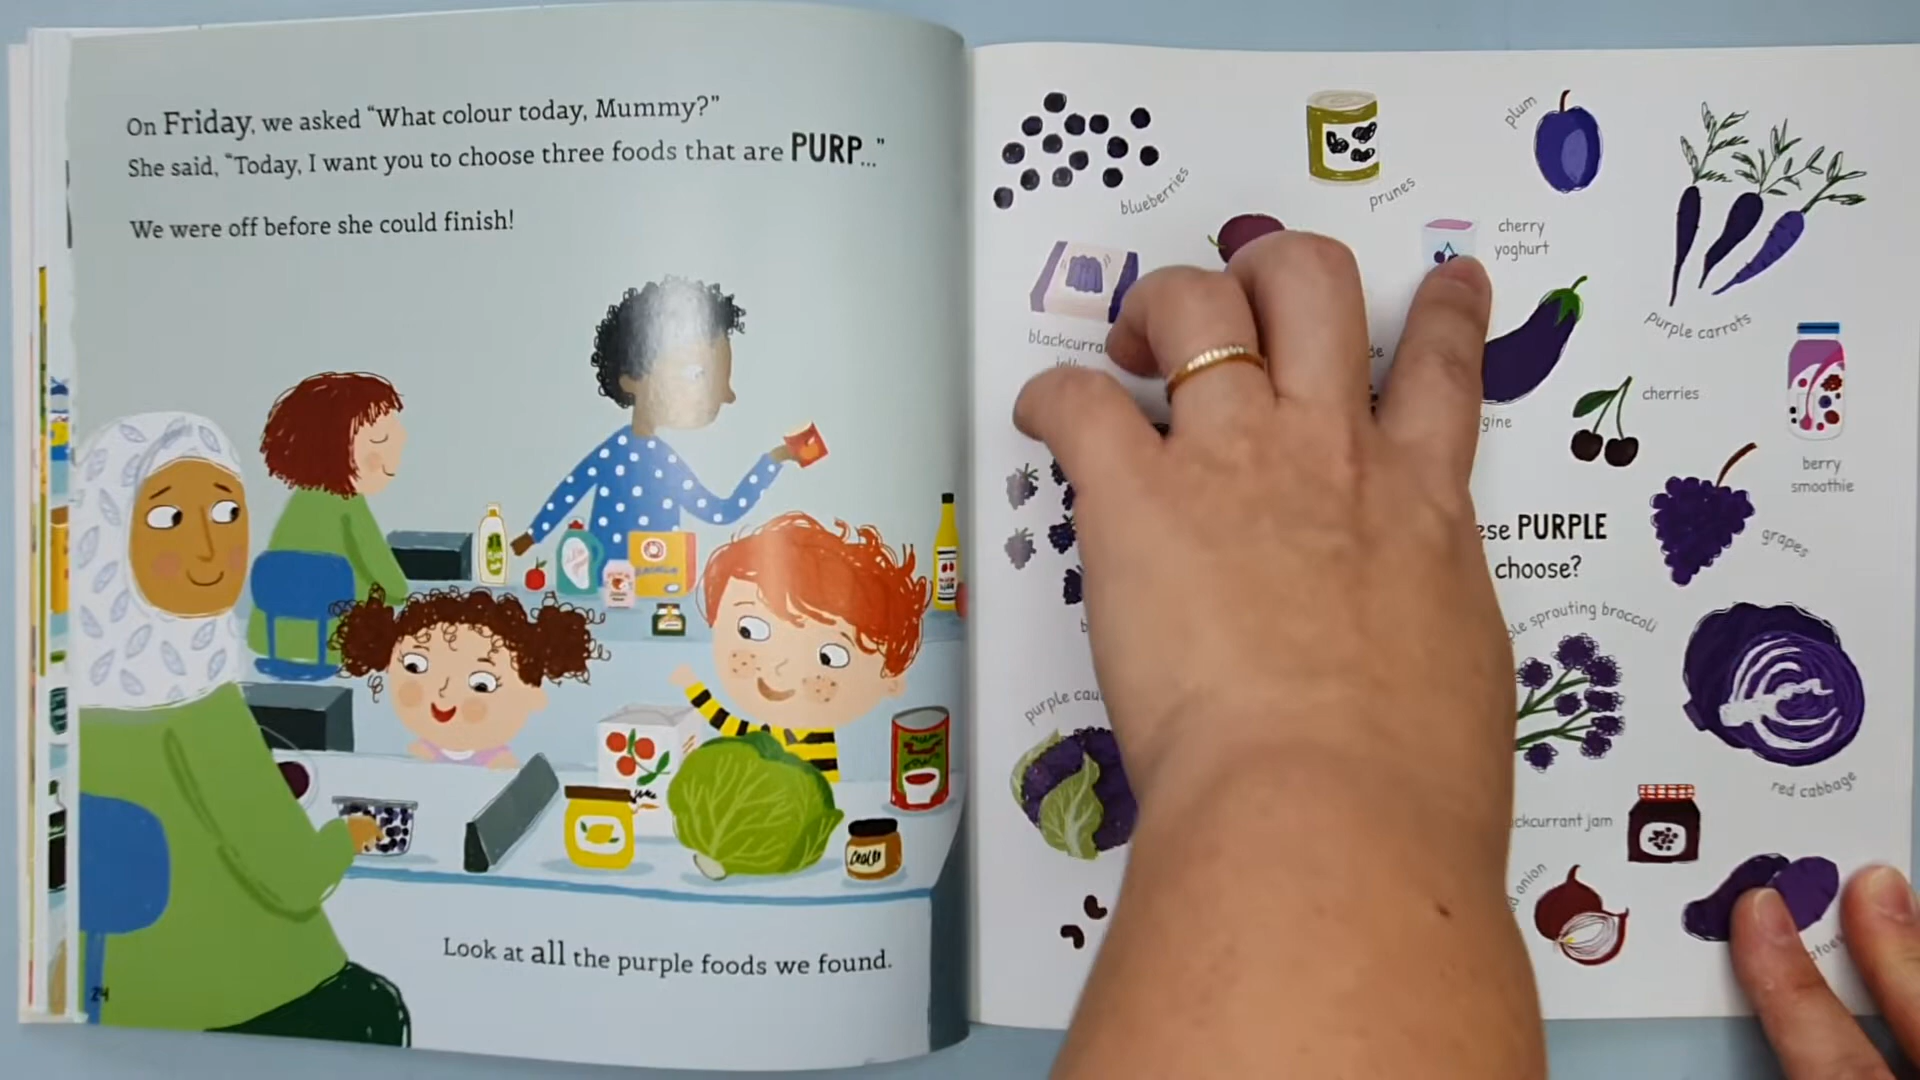 On Friday, we asked “What colour today, Mummy?”
She said, “Today, I want you to choose three foods that are PURP...”
We were off before she could finish!
Look at all the purple foods we found.
24
blueberries
prunes
plum
cherry
yoghurt
purple carrots
cherries
berry
smoothie
grapes
PURPLE
choose?
sprouting broccoli
red cabbage
jam
onion
purple